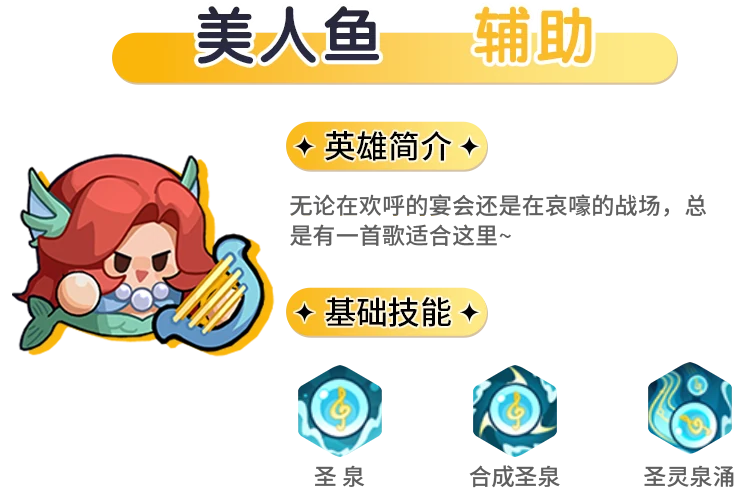 美人鱼 辅助
英雄简介
无论在欢呼的宴会还是在哀嚎的战场，总
是有一首歌适合这里~
基础技能
圣 泉 合成圣泉 圣灵泉涌